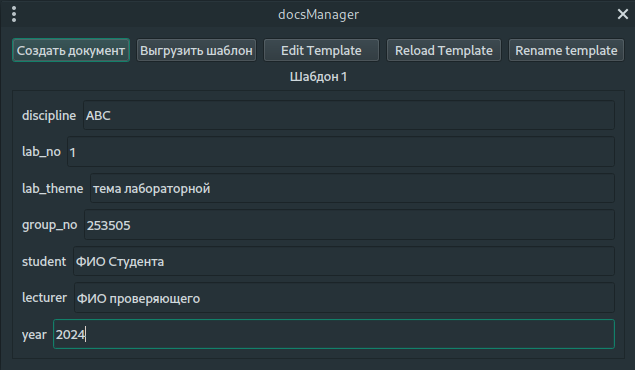 docsManager
Создать документ Выгрузить шаблон Edit Template Reload Template Rename template
Шабдон 1
discipline ABC
lab_no 1
lab_theme тема лабораторной
group_no 253505
student ФИО Студента
lecturer ФИО проверяющего
year 2024